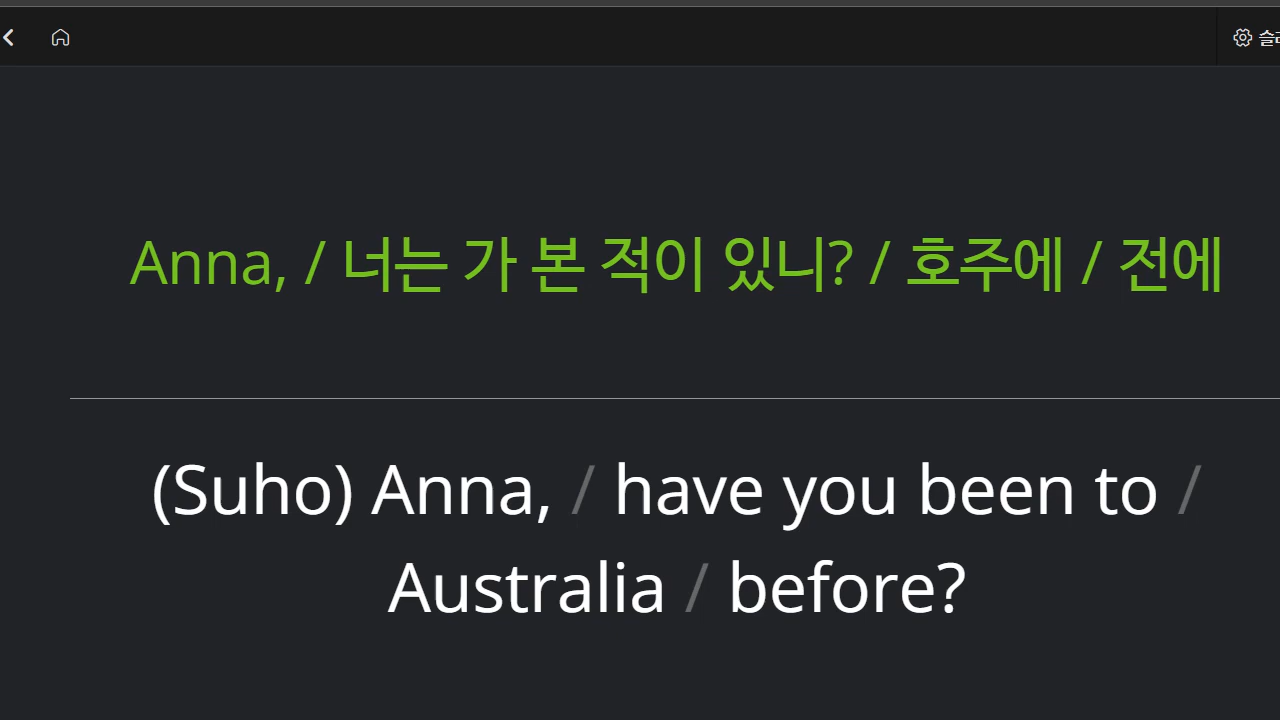 Anna, / 너는 가 본 적이 있니? / 호주에 / 전에
(Suho) Anna, / have you been to /
Australia / before?